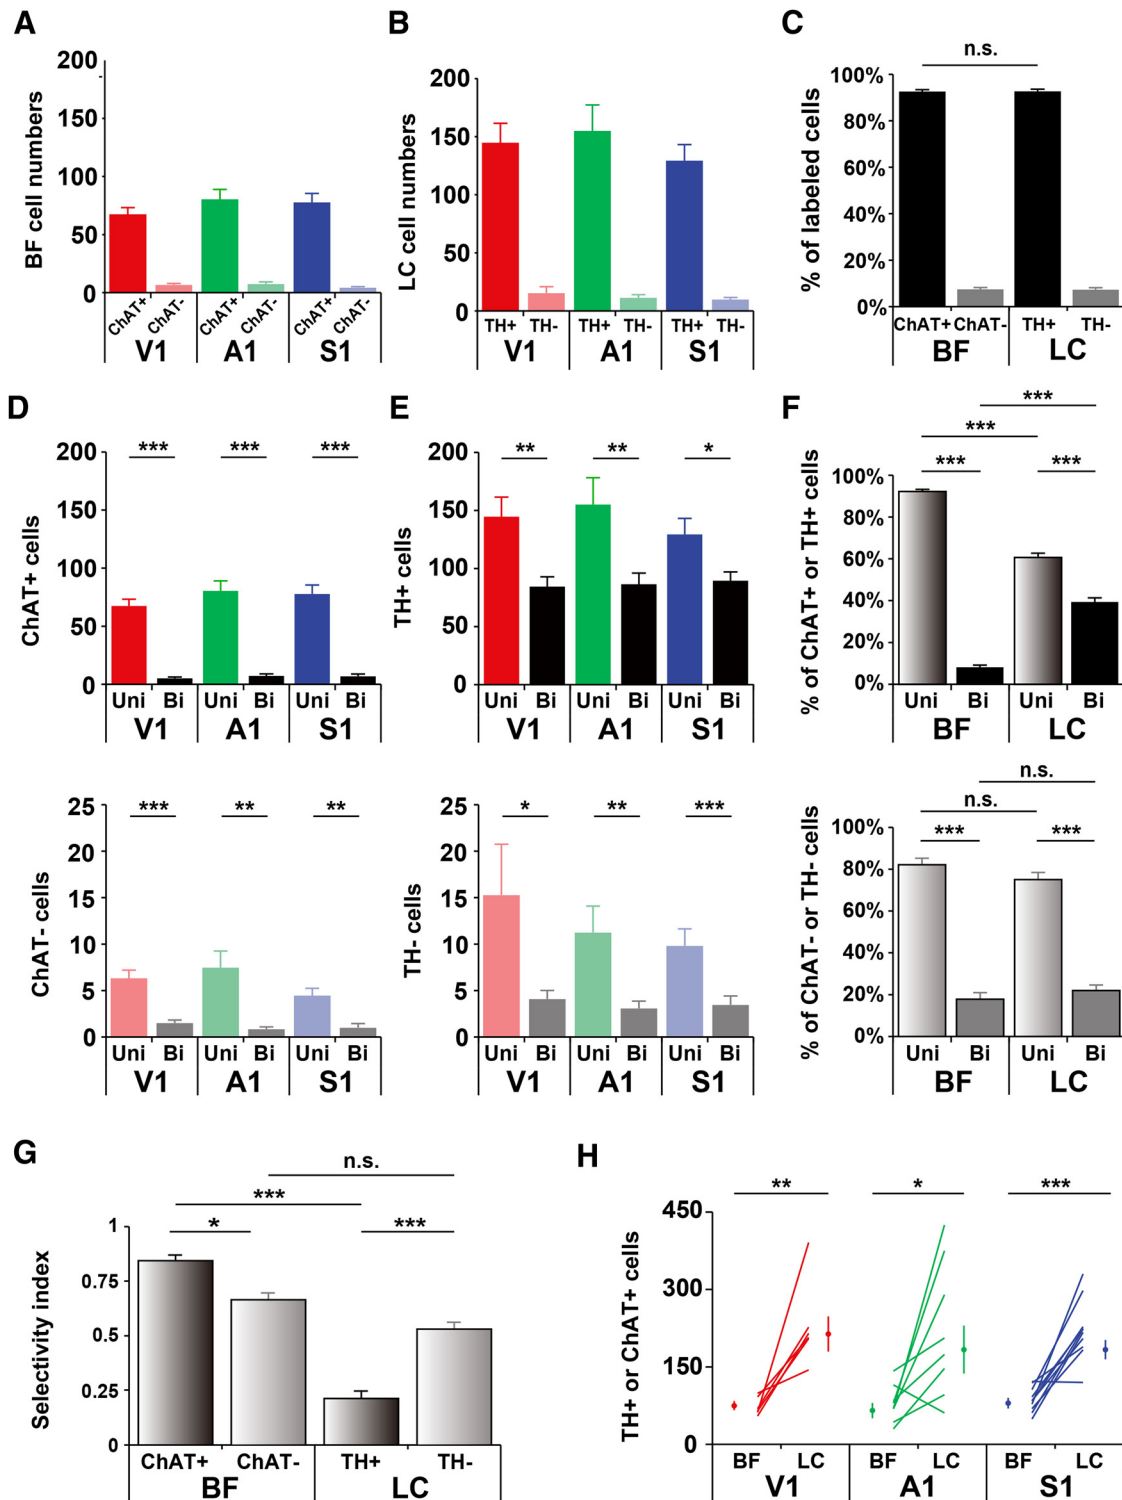 A
BF cell numbers
200
150
100
50
0
ChAT+ ChAT- ChAT+ ChAT- ChAT+ ChAT-
V1 A1 S1
B
LC cell numbers
200
150
100
50
0
TH+ TH- TH+ TH- TH+ TH-
V1 A1 S1
C
n.s.
% of labeled cells
100%
80%
60%
40%
20%
0%
ChAT+ ChAT- TH+ TH-
BF LC
D
*** *** ***
ChAT+ cells
200
150
100
50
0
Uni Bi Uni Bi Uni Bi
V1 A1 S1
*** ** **
ChAT- cells
25
20
15
10
5
0
Uni Bi Uni Bi Uni Bi
V1 A1 S1
E
** ** *
TH+ cells
200
150
100
50
0
Uni Bi Uni Bi Uni Bi
V1 A1 S1
* ** ***
TH- cells
25
20
15
10
5
0
Uni Bi Uni Bi Uni Bi
V1 A1 S1
F
***
***
*** ***
% of ChAT+ or TH+ cells
100%
80%
60%
40%
20%
0%
Uni Bi Uni Bi
BF LC
n.s.
n.s.
*** ***
% of ChAT- or TH- cells
100%
80%
60%
40%
20%
0%
Uni Bi Uni Bi
BF LC
G
n.s.
***
* ***
Selectivity index
1
0.75
0.5
0.25
0
ChAT+ ChAT- TH+ TH-
BF LC
H
** * ***
TH+ or ChAT+ cells
450
300
150
0
BF LC BF LC BF LC
V1 A1 S1